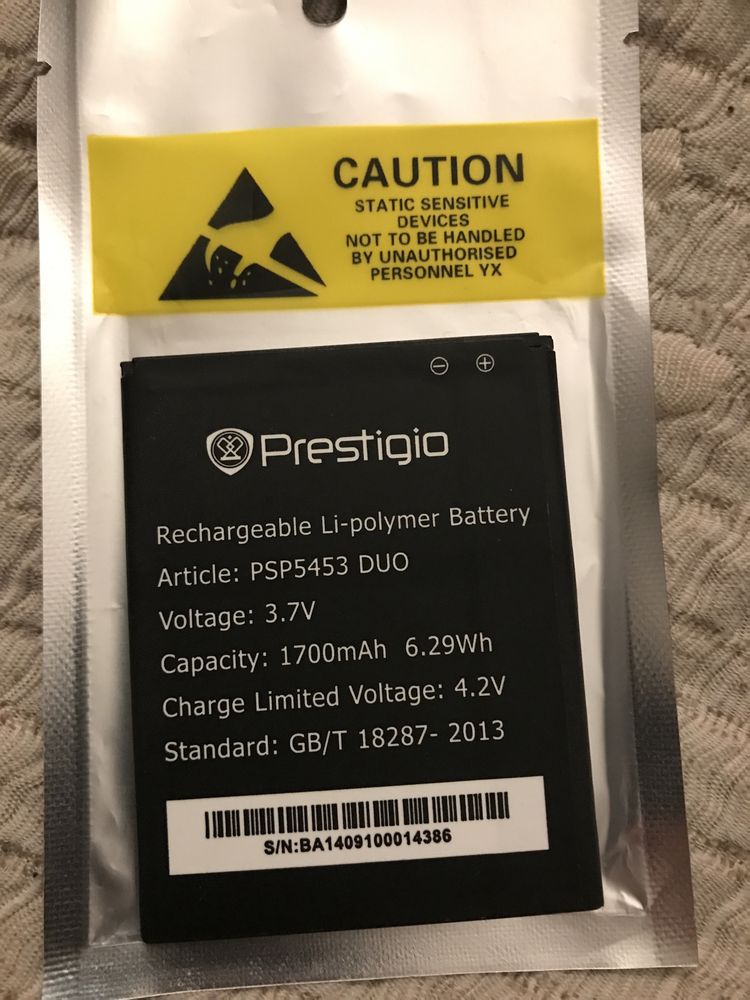 CAUTION
STATIC SENSITIVE
DEVICES
NOT TO BE HANDLED
BY UNAUTHORISED
PERSONNEL YX
Prestigio
Rechargeable Li-polymer Battery
Article: PSP5453 DUO
Voltage: 3.7V
Capacity: 1700mAh 6.29Wh
Charge Limited Voltage: 4.2V
Standard: GB/T 18287- 2013
S/N:BA1409100014386